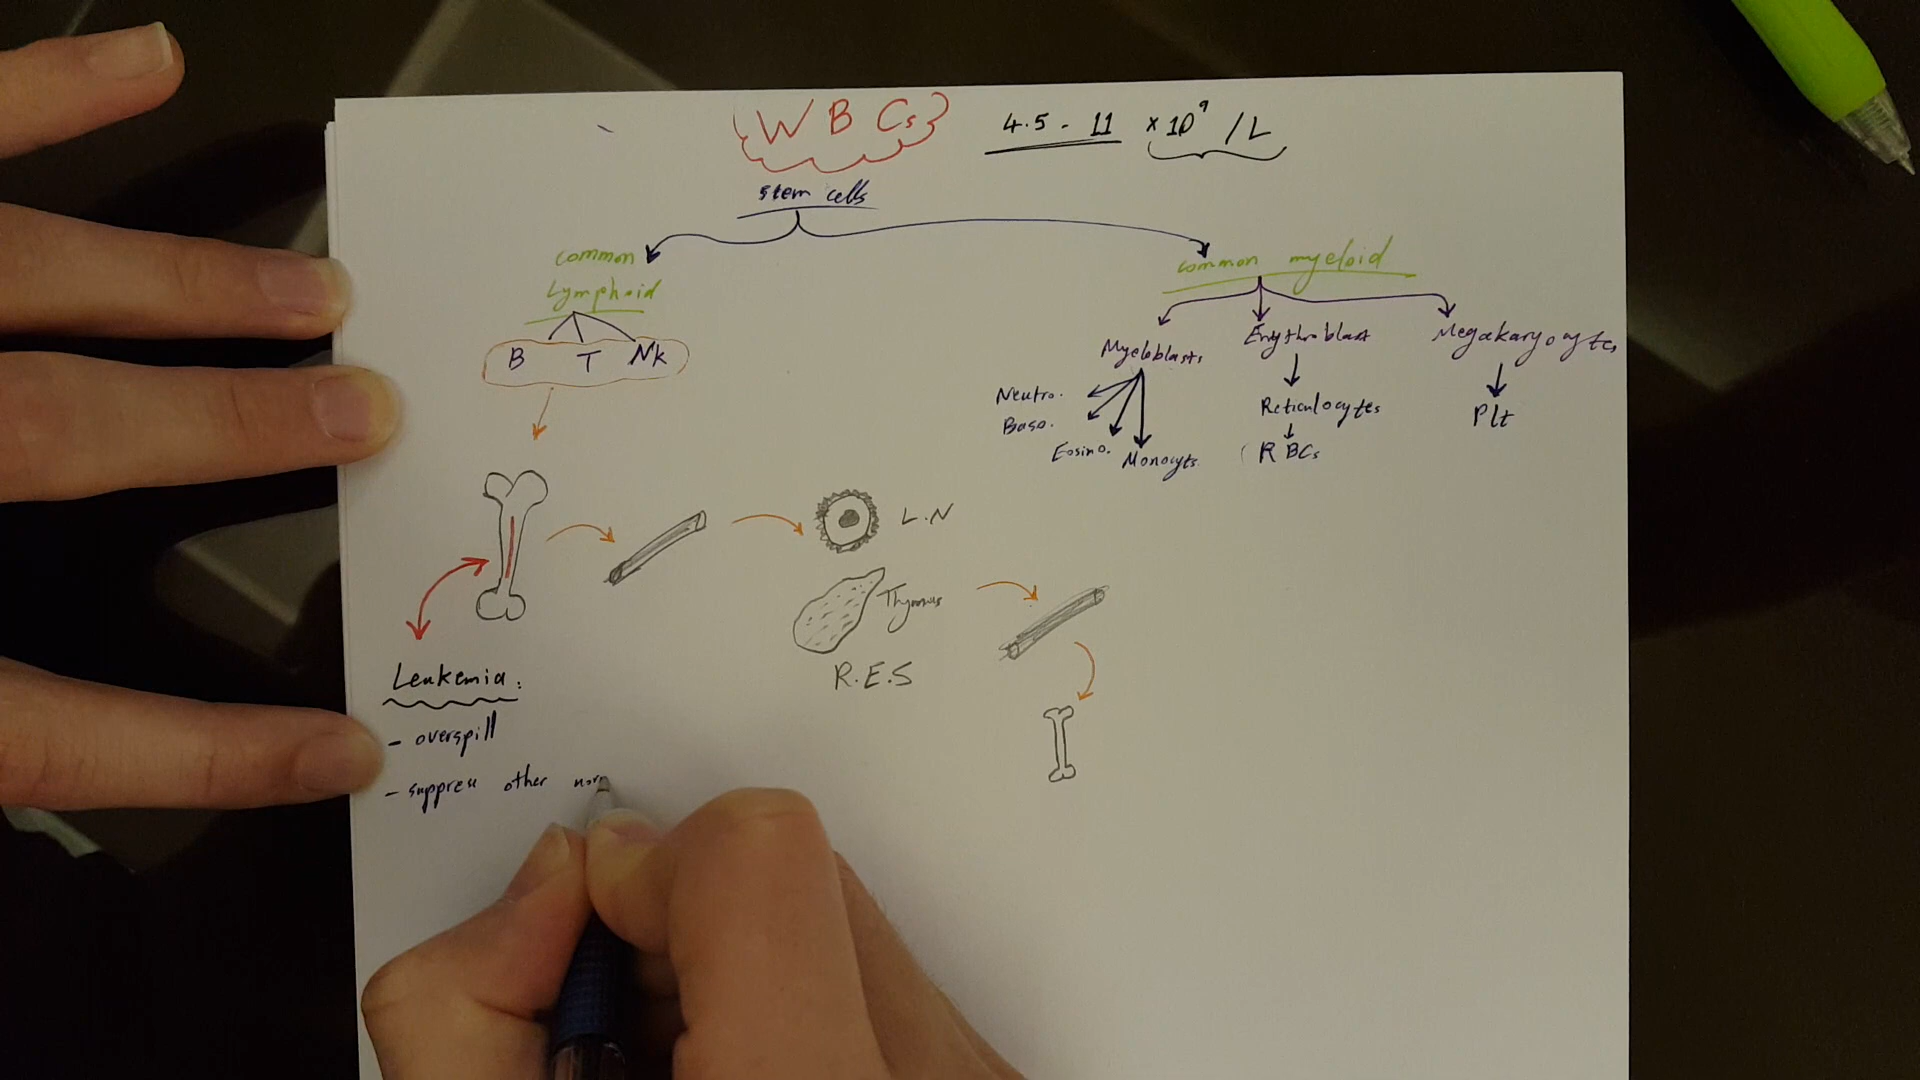 WBCs 4.5 - 11 ×10⁹ /L
stem cells
common
Lymphoid
B T Nk
common myeloid
Myeloblasts
Neutro.
Baso.
Eosino.
Monocyts.
Erythroblast
Reticulocytes
RBCs
Megakaryocytes
Plt
L.N
Thymus
R.E.S
Leukemia:
- overspill
- suppress other norm